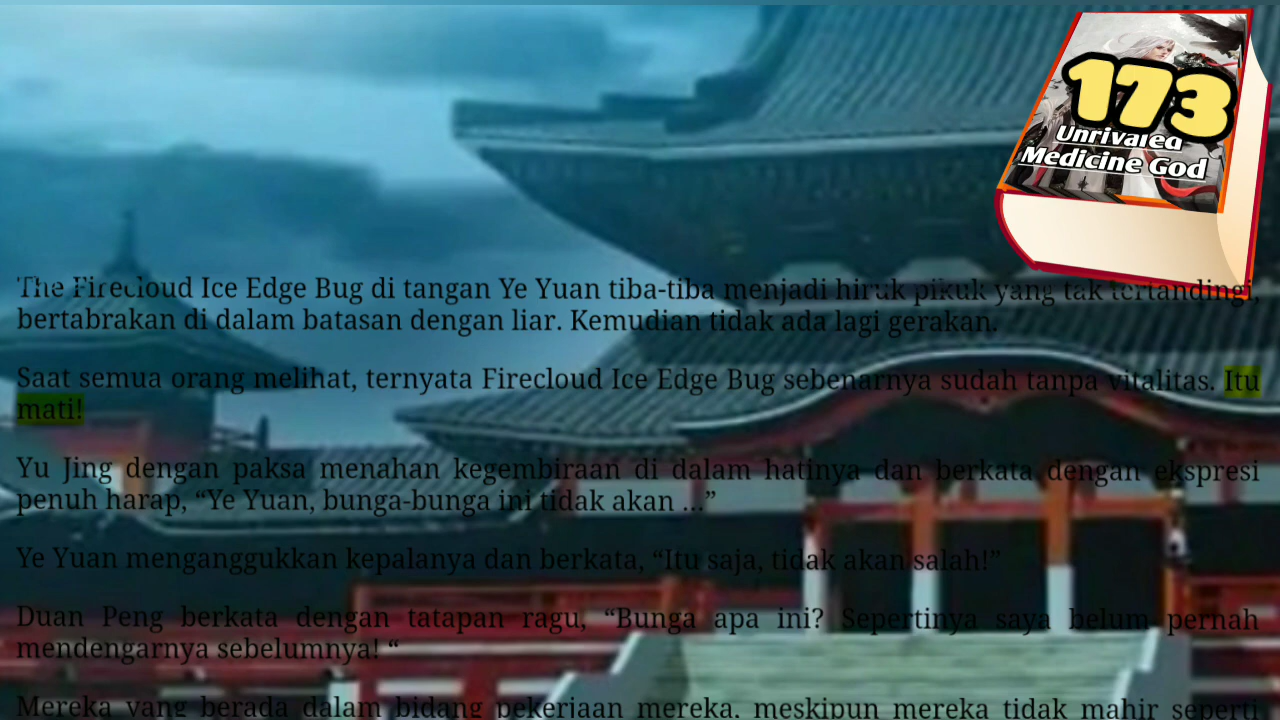 173
Unrivaled
Medicine God
The Firecloud Ice Edge Bug di tangan Ye Yuan tiba-tiba menjadi hiruk pikuk yang tak tertandingi,
bertabrakan di dalam batasan dengan liar. Kemudian tidak ada lagi gerakan.
Saat semua orang melihat, ternyata Firecloud Ice Edge Bug sebenarnya sudah tanpa vitalitas. Itu
mati!
Yu Jing dengan paksa menahan kegembiraan di dalam hatinya dan berkata dengan ekspresi
penuh harap, “Ye Yuan, bunga-bunga ini tidak akan ...”
Ye Yuan menganggukkan kepalanya dan berkata, “Itu saja, tidak akan salah!”
Duan Peng berkata dengan tatapan ragu, “Bunga apa ini? Sepertinya saya belum pernah
mendengarnya sebelumnya! “
Mereka yang berada dalam bidang pekerjaan mereka, meskipun mereka tidak mahir seperti